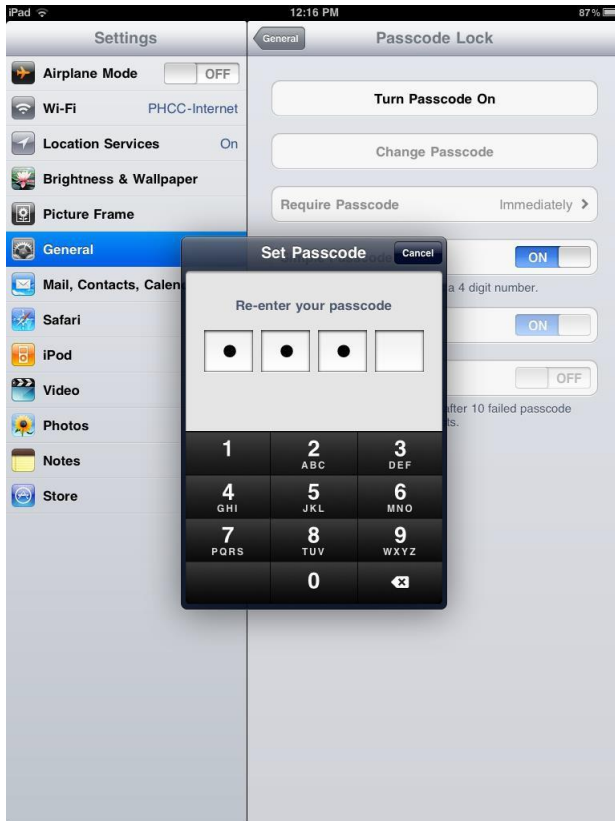 iPad 12:16 PM 87%
Settings
Airplane Mode OFF
Wi-Fi PHCC-Internet
Location Services On
Brightness & Wallpaper
Picture Frame
General
Mail, Contacts, Calen
Safari
iPod
Video
Photos
Notes
Store
General Passcode Lock
Turn Passcode On
Change Passcode
Require Passcode Immediately
ON
a 4 digit number.
ON
OFF
after 10 failed passcode
ts.
Set Passcode Cancel
Re-enter your passcode
1 2 3
ABC DEF
4 5 6
GHI JKL MNO
7 8 9
PQRS TUV WXYZ
0